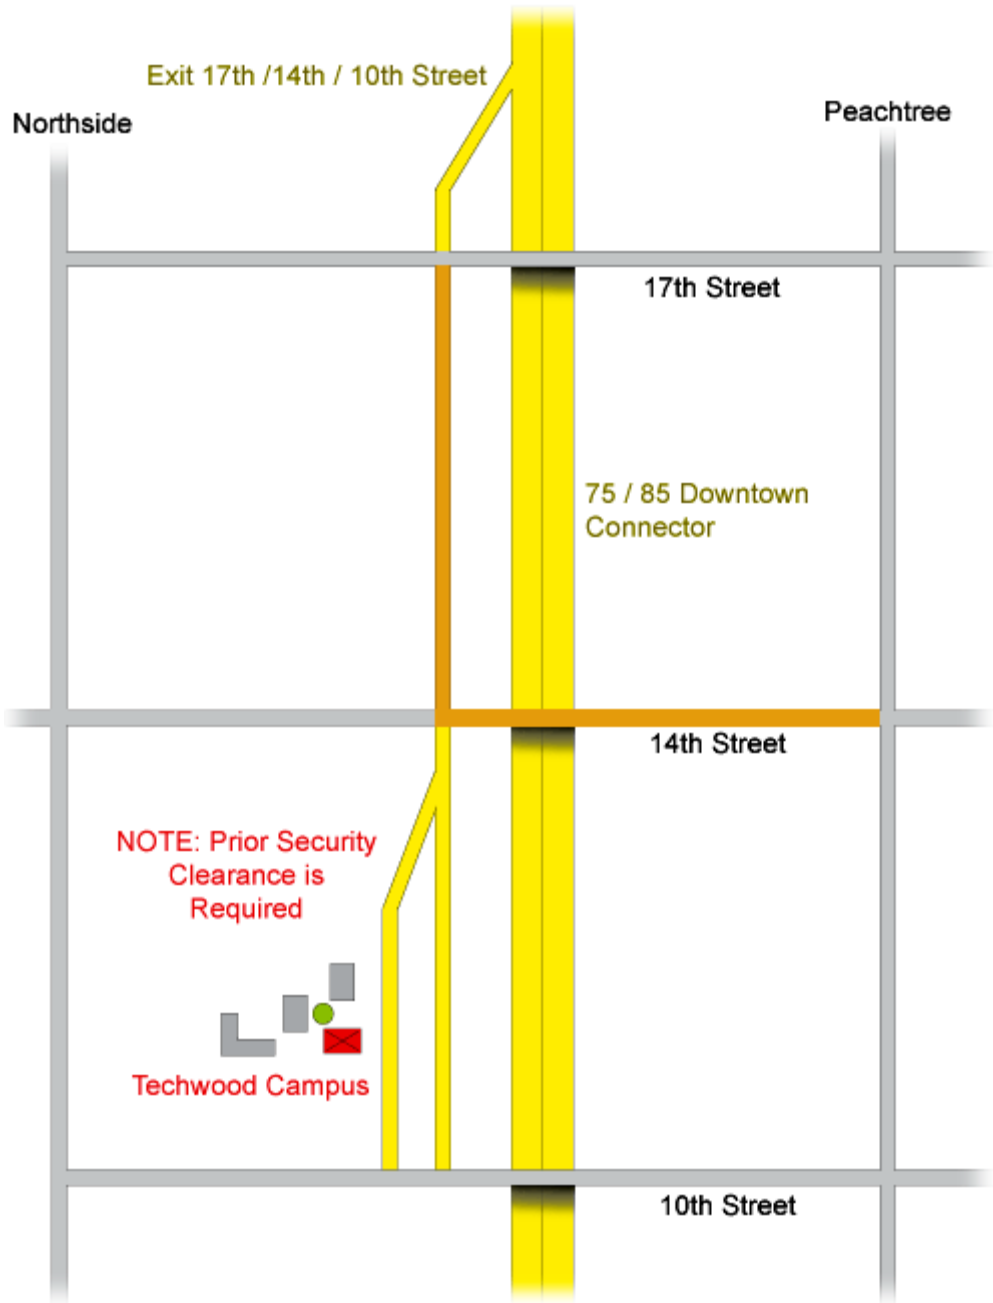 Exit 17th /14th / 10th Street
Northside
Peachtree
17th Street
75 / 85 Downtown
Connector
14th Street
NOTE: Prior Security
Clearance is
Required
Techwood Campus
10th Street